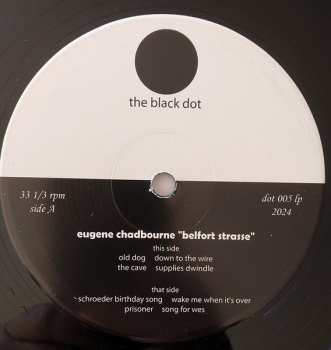 the black dot
33 1/3 rpm
side A
dot 005 lp
2024
eugene chadbourne "belfort strasse"
this side
old dog down to the wire
the cave supplies dwindle
that side
schroeder birthday song wake me when it's over
prisoner song for wes